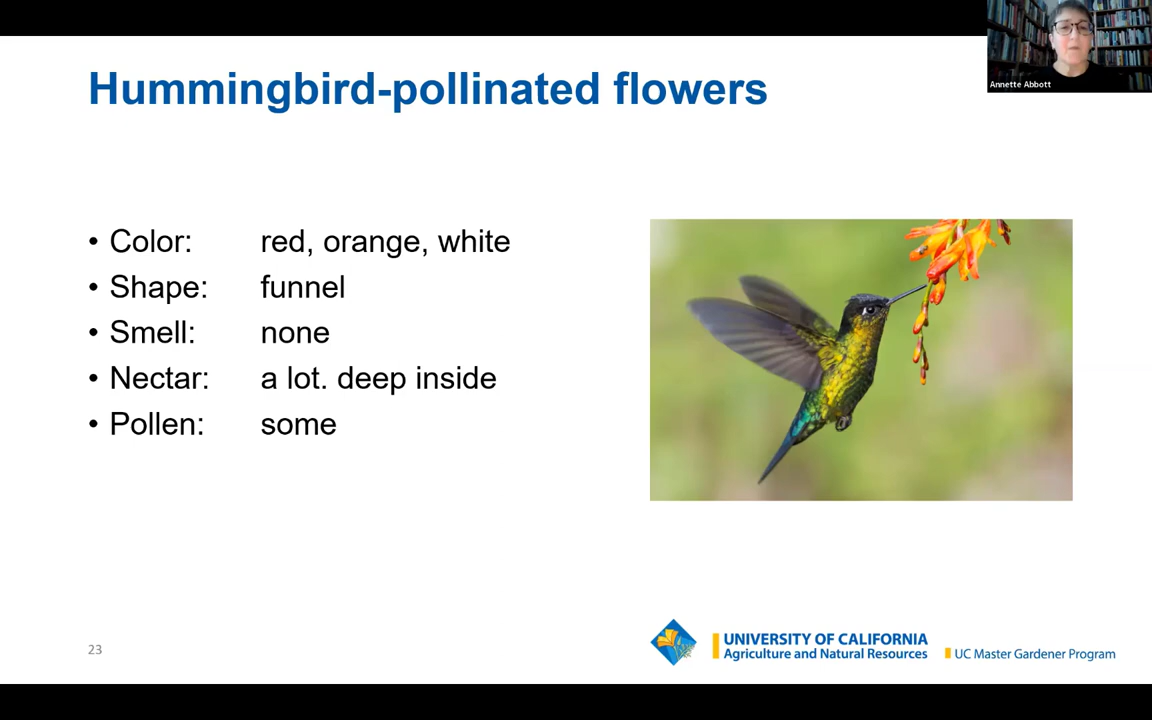 Hummingbird-pollinated flowers
Annette Abbott
• Color: red, orange, white
• Shape: funnel
• Smell: none
• Nectar: a lot. deep inside
• Pollen: some
23
UNIVERSITY OF CALIFORNIA
Agriculture and Natural Resources
UC Master Gardener Program